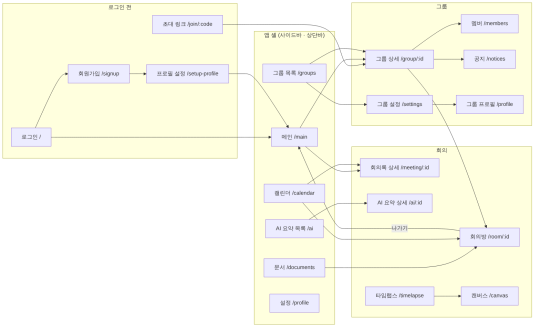 로그인 전
초대 링크 /join/:code
회원가입 /signup
프로필 설정 /setup-profile
로그인 /
앱 셸 (사이드바 · 상단바)
그룹 목록 /groups
메인 /main
캘린더 /calendar
AI 요약 목록 /ai
문서 /documents
설정 /profile
그룹
멤버 /members
그룹 상세 /group/:id
공지 /notices
그룹 설정 /settings
그룹 프로필 /profile
회의
회의록 상세 /meeting/:id
AI 요약 상세 /ai/:id
나가기
회의방 /room/:id
타임랩스 /timelapse
캔버스 /canvas